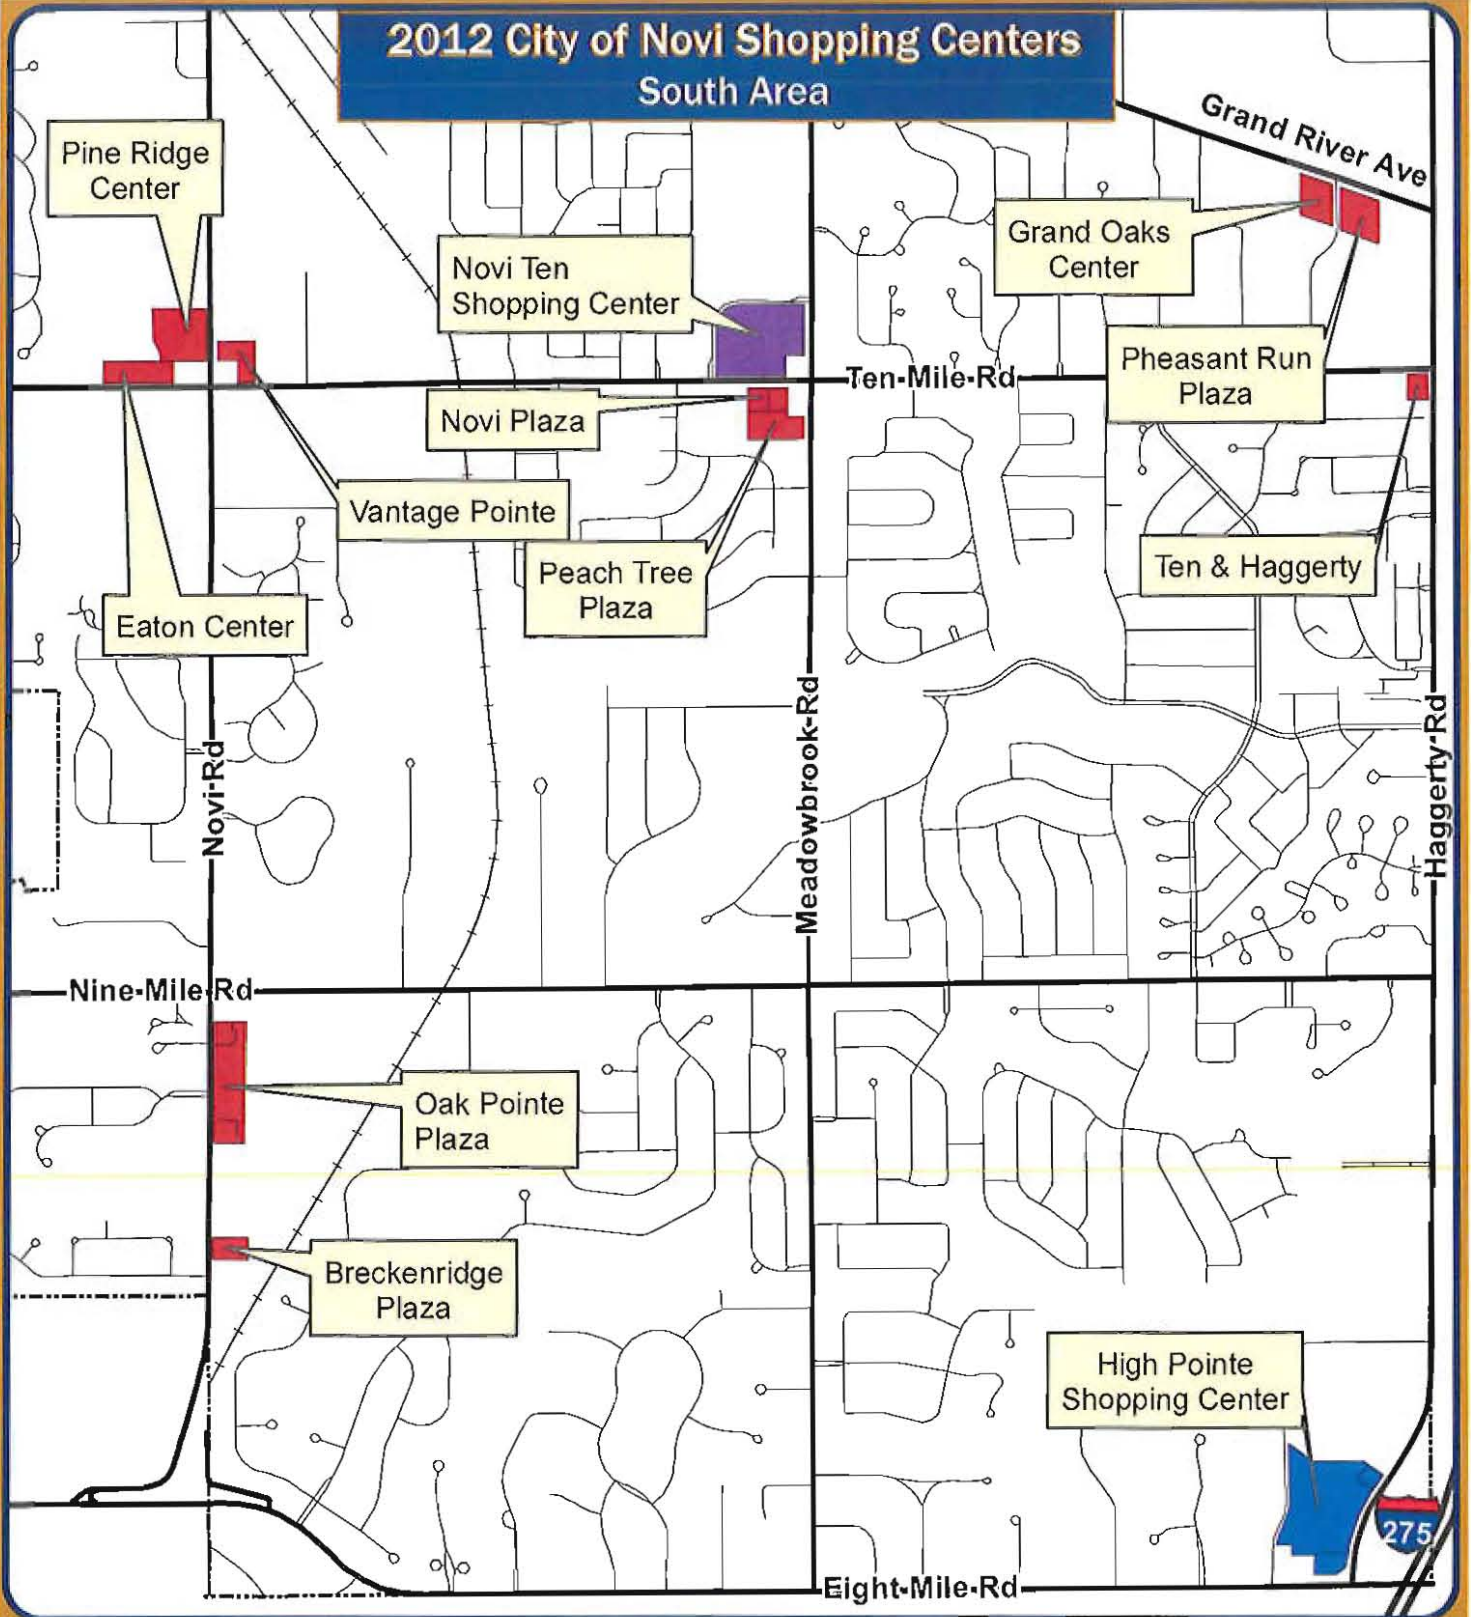 2012 City of Novi Shopping Centers
South Area
Grand River Ave
Pine Ridge
Center
Novi Ten
Shopping Center
Grand Oaks
Center
Pheasant Run
Plaza
Ten-Mile-Rd
Novi Plaza
Vantage Pointe
Peach Tree
Plaza
Ten & Haggerty
Eaton Center
Novi-Rd
Meadowbrook-Rd
Haggerty-Rd
Nine-Mile-Rd
Oak Pointe
Plaza
Breckenridge
Plaza
High Pointe
Shopping Center
275
Eight-Mile-Rd